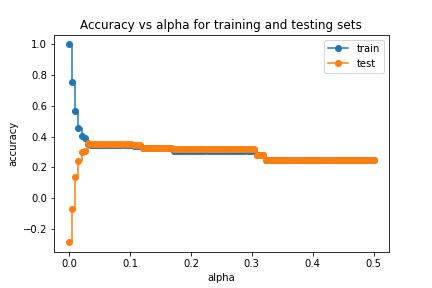 Accuracy vs alpha for training and testing sets
train
test
accuracy
1.0
0.8
0.6
0.4
0.2
0.0
−0.2
0.0 0.1 0.2 0.3 0.4 0.5
alpha